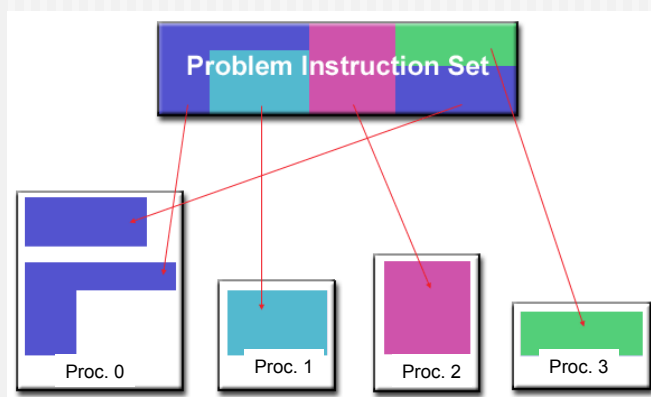 Problem Instruction Set
Proc. 0
Proc. 1
Proc. 2
Proc. 3